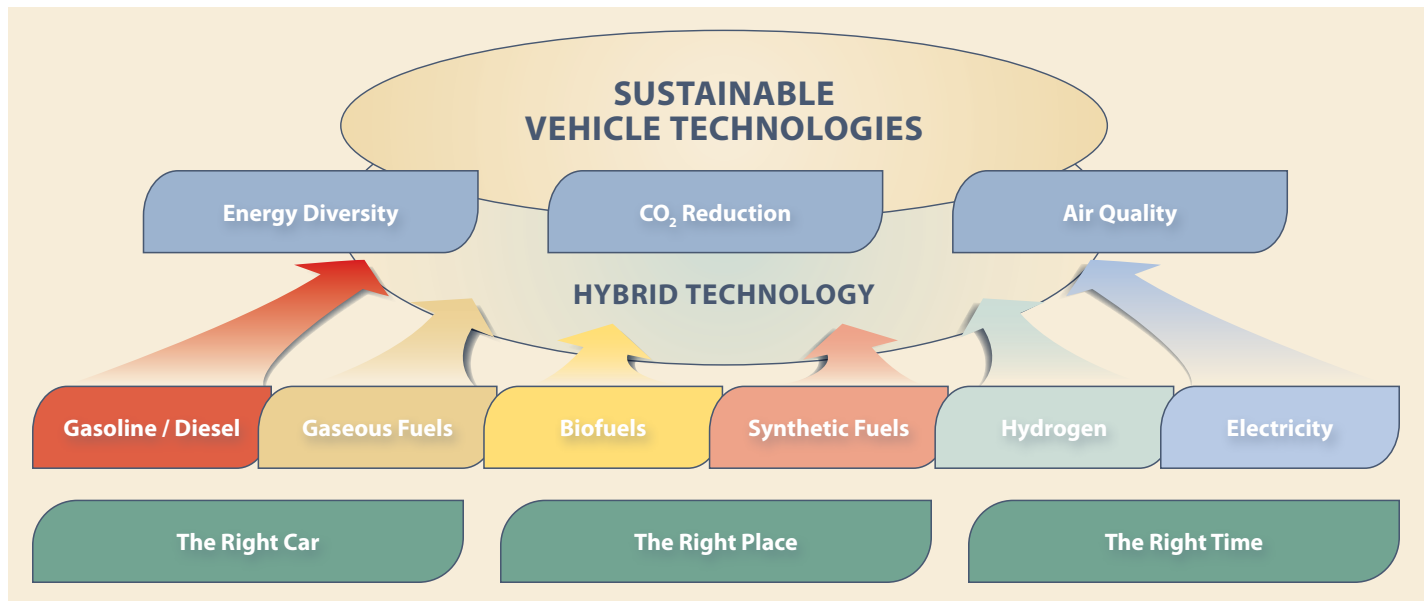 SUSTAINABLE
VEHICLE TECHNOLOGIES
Energy Diversity
CO₂ Reduction
Air Quality
HYBRID TECHNOLOGY
Gasoline / Diesel
Gaseous Fuels
Biofuels
Synthetic Fuels
Hydrogen
Electricity
The Right Car
The Right Place
The Right Time